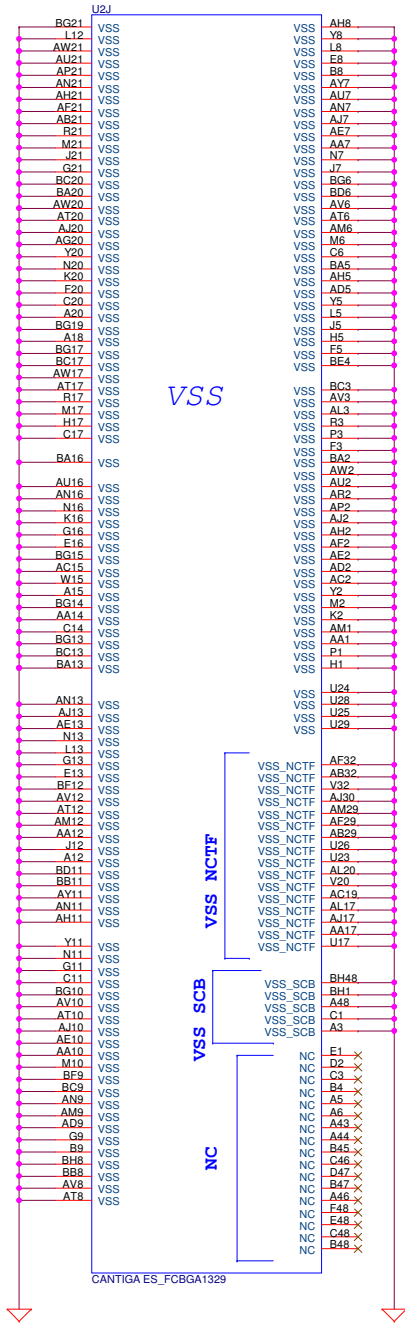 U2J
BG21 VSS
L12 VSS
AW21 VSS
AU21 VSS
AP21 VSS
AN21 VSS
AH21 VSS
AF21 VSS
AB21 VSS
R21 VSS
M21 VSS
J21 VSS
G21 VSS
BC20 VSS
BA20 VSS
AW20 VSS
AT20 VSS
AJ20 VSS
AG20 VSS
Y20 VSS
N20 VSS
K20 VSS
F20 VSS
C20 VSS
A20 VSS
BG19 VSS
A18 VSS
BG17 VSS
BC17 VSS
AW17 VSS
AT17 VSS
R17 VSS
M17 VSS
H17 VSS
C17 VSS
BA16 VSS
AU16 VSS
AN16 VSS
N16 VSS
K16 VSS
G16 VSS
E16 VSS
BG15 VSS
AC15 VSS
W15 VSS
A15 VSS
BG14 VSS
AA14 VSS
C14 VSS
BG13 VSS
BC13 VSS
BA13 VSS
AN13 VSS
AJ13 VSS
AE13 VSS
N13 VSS
L13 VSS
G13 VSS
E13 VSS
BF12 VSS
AV12 VSS
AT12 VSS
AM12 VSS
AA12 VSS
J12 VSS
A12 VSS
BD11 VSS
BB11 VSS
AY11 VSS
AN11 VSS
AH11 VSS
Y11 VSS
N11 VSS
G11 VSS
C11 VSS
BG10 VSS
AV10 VSS
AT10 VSS
AJ10 VSS
AE10 VSS
AA10 VSS
M10 VSS
BF9 VSS
BC9 VSS
AN9 VSS
AM9 VSS
AD9 VSS
G9 VSS
B9 VSS
BH8 VSS
BB8 VSS
AV8 VSS
AT8 VSS
VSS
VSS AH8
VSS Y8
VSS L8
VSS E8
VSS B8
VSS AY7
VSS AU7
VSS AN7
VSS AJ7
VSS AE7
VSS AA7
VSS N7
VSS J7
VSS BG6
VSS BD6
VSS AV6
VSS AT6
VSS AM6
VSS M6
VSS C6
VSS BA5
VSS AH5
VSS AD5
VSS Y5
VSS L5
VSS J5
VSS H5
VSS F5
VSS BE4
VSS BC3
VSS AV3
VSS AL3
VSS R3
VSS P3
VSS F3
VSS BA2
VSS AW2
VSS AU2
VSS AR2
VSS AP2
VSS AJ2
VSS AH2
VSS AF2
VSS AE2
VSS AD2
VSS AC2
VSS Y2
VSS M2
VSS K2
VSS AM1
VSS AA1
VSS P1
VSS H1
VSS U24
VSS U28
VSS U25
VSS U29
VSS NCTF
VSS_NCTF AF32
VSS_NCTF AB32
VSS_NCTF V32
VSS_NCTF AJ30
VSS_NCTF AM29
VSS_NCTF AF29
VSS_NCTF AB29
VSS_NCTF U26
VSS_NCTF U23
VSS_NCTF AL20
VSS_NCTF V20
VSS_NCTF AC19
VSS_NCTF AL17
VSS_NCTF AJ17
VSS_NCTF AA17
VSS_NCTF U17
VSS SCB
VSS_SCB BH48
VSS_SCB BH1
VSS_SCB A48
VSS_SCB C1
VSS_SCB A3
NC
NC E1
NC D2
NC C3
NC B4
NC A5
NC A6
NC A43
NC A44
NC B45
NC C46
NC D47
NC B47
NC A46
NC F48
NC E48
NC C48
NC B48
CANTIGA ES_FCBGA1329